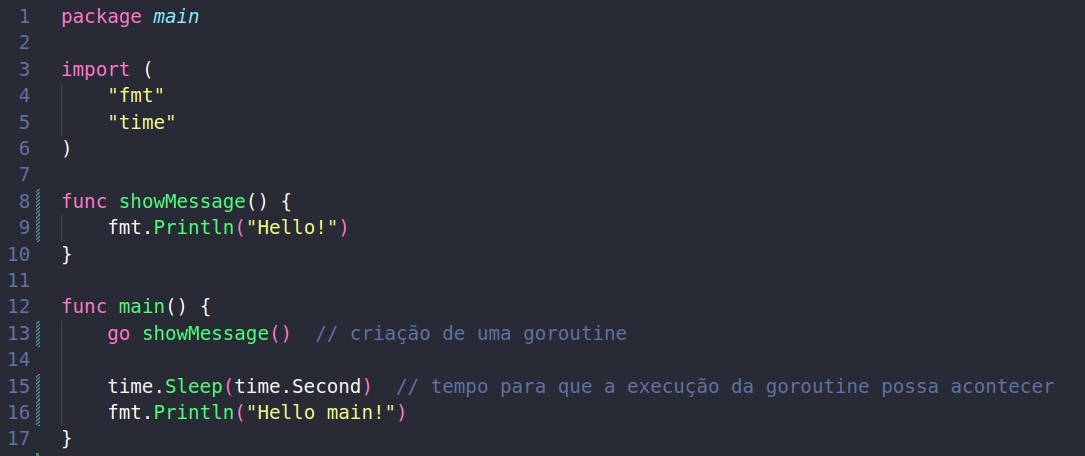 1 package main
2
3 import (
4     "fmt"
5     "time"
6 )
7
8 func showMessage() {
9     fmt.Println("Hello!")
10 }
11
12 func main() {
13     go showMessage()  // criação de uma goroutine
14
15     time.Sleep(time.Second)  // tempo para que a execução da goroutine possa acontecer
16     fmt.Println("Hello main!")
17 }